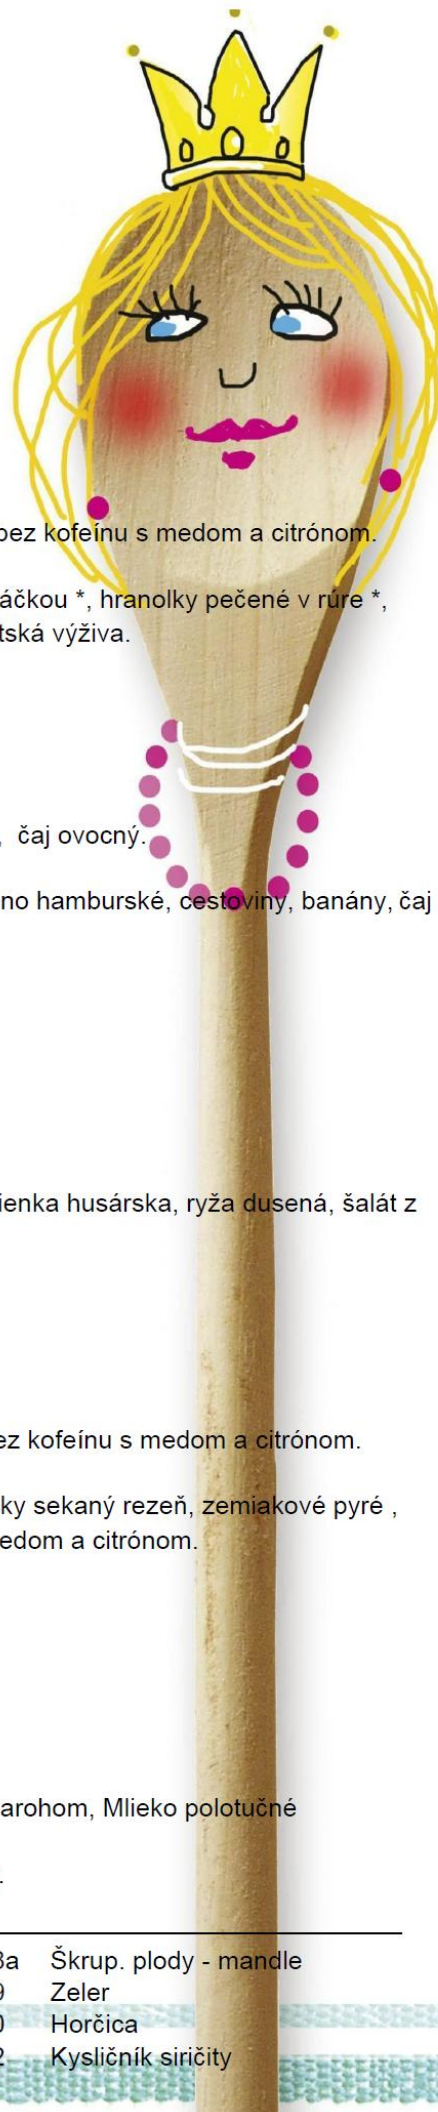 bez kofeínu s medom a citrónom.
áčkou *, hranolky pečené v rúre *,
tská výživa.
, čaj ovocný.
no hamburské, cestoviny, banány, čaj
ienka husárska, ryža dusená, šalát z
ez kofeínu s medom a citrónom.
ky sekaný rezeň, zemiakové pyré ,
edom a citrónom.
arohom, Mlieko polotučné
a Škrup. plody - mandle
Zeler
Horčica
2 Kysličník siričitý